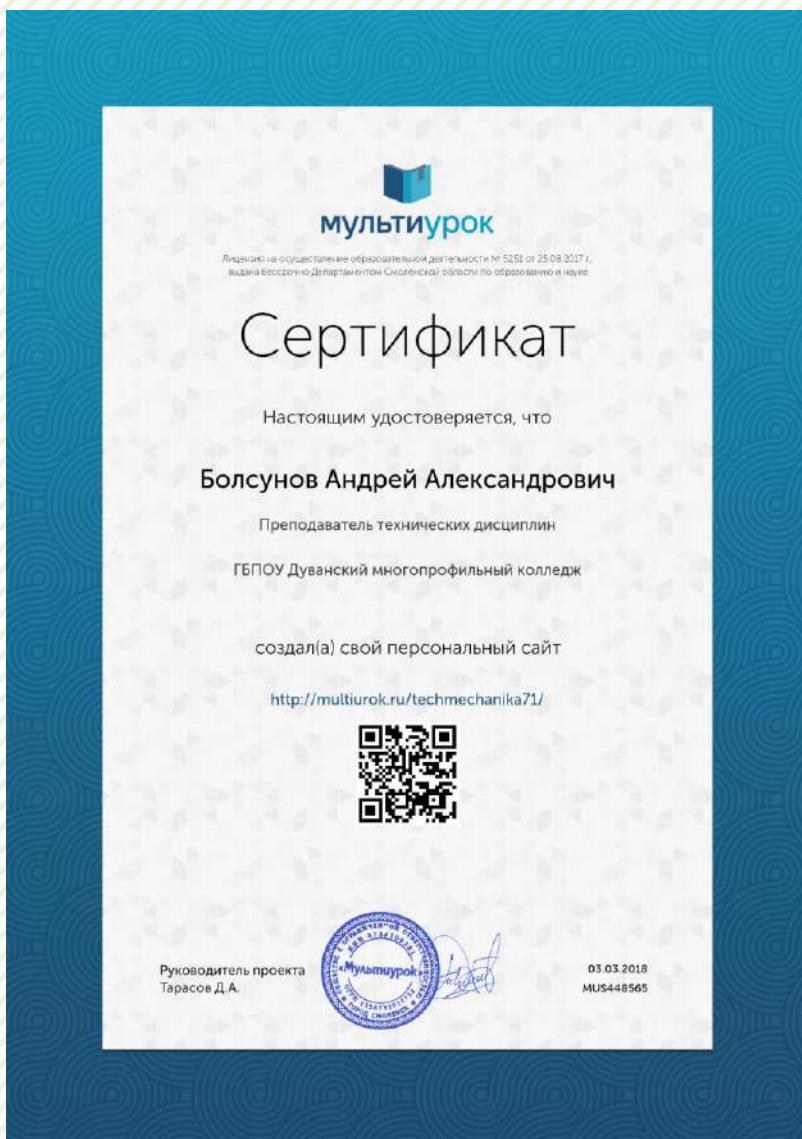 мультиурок
Лицензия на осуществление образовательной деятельности № 5251 от 25.08.2017 г.,
выдана бессрочно Департаментом Смоленской области по образованию и науке
Сертификат
Настоящим удостоверяется, что
Болсунов Андрей Александрович
Преподаватель технических дисциплин
ГБПОУ Дуванский многопрофильный колледж
создал(а) свой персональный сайт
http://multiurok.ru/techmechanika71/
Руководитель проекта
Тарасов Д.А.
«Мультиурок»
город Смоленск
03.03.2018
MUS448565